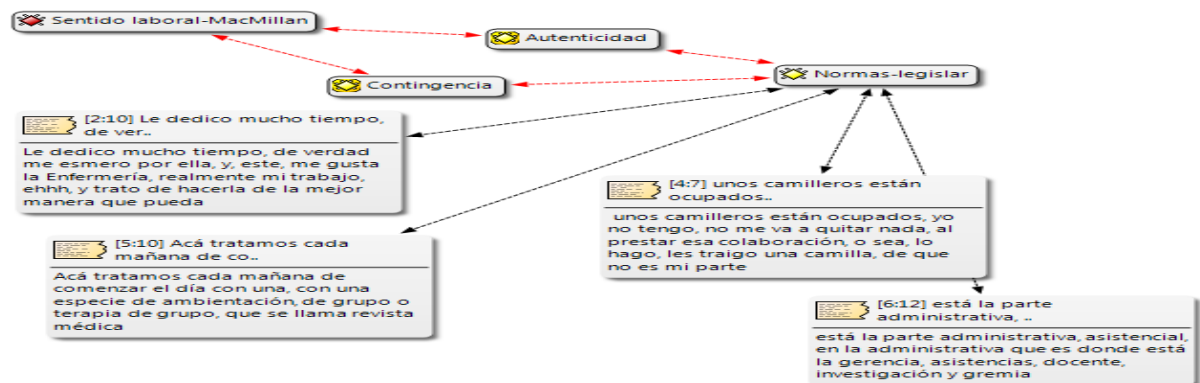 Sentido laboral-MacMillan
Autenticidad
Contingencia
Normas-legislar
[2:10] Le dedico mucho tiempo,
de ver..
Le dedico mucho tiempo, de verdad
me esmero por ella, y, este, me gusta
la Enfermería, realmente mi trabajo,
ehhh, y trato de hacerla de la mejor
manera que pueda
[4:7] unos camilleros están
ocupados..
unos camilleros están ocupados, yo
no tengo, no me va a quitar nada, al
prestar esa colaboración, o sea, lo
hago, les traigo una camilla, de que
no es mi parte
[5:10] Acá tratamos cada
mañana de co..
Acá tratamos cada mañana de
comenzar el día con una, con una
especie de ambientación, de grupo o
terapia de grupo, que se llama revista
médica
[6:12] está la parte
administrativa, ..
está la parte administrativa, asistencial,
en la administrativa que es donde está
la gerencia, asistencias, docente,
investigación y gremia